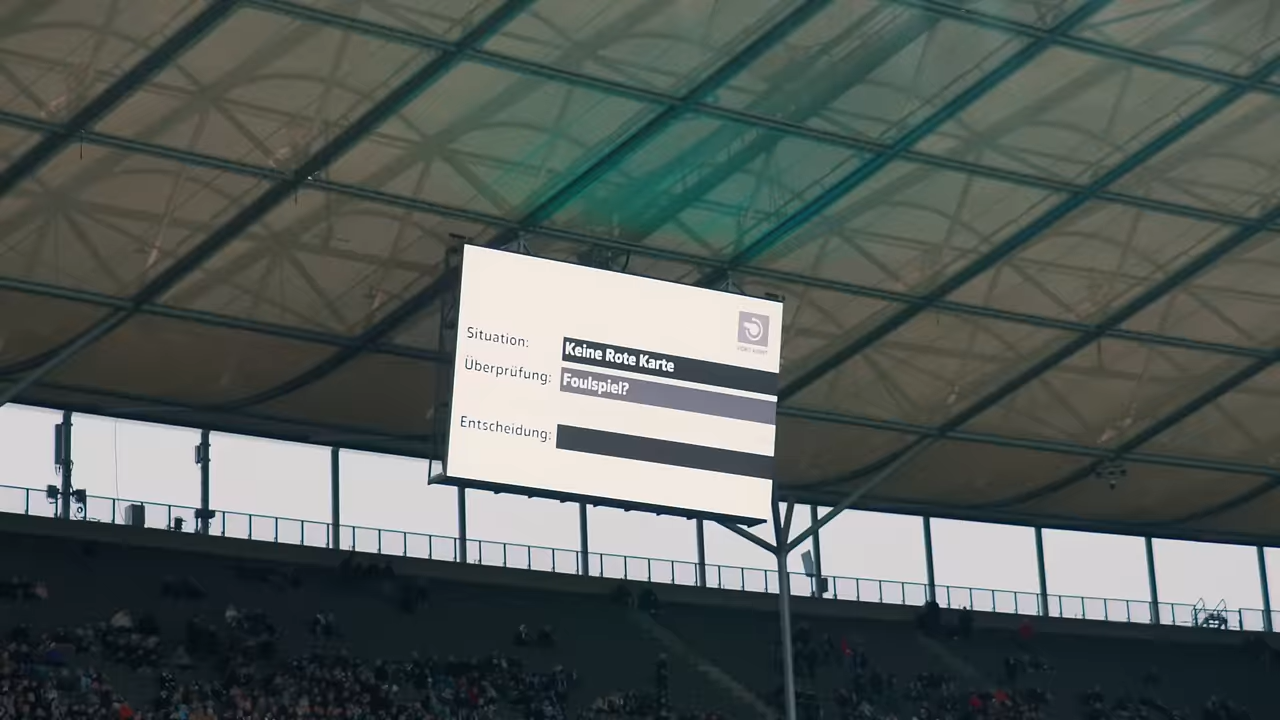 Situation: Keine Rote Karte
Überprüfung: Foulspiel?
Entscheidung: